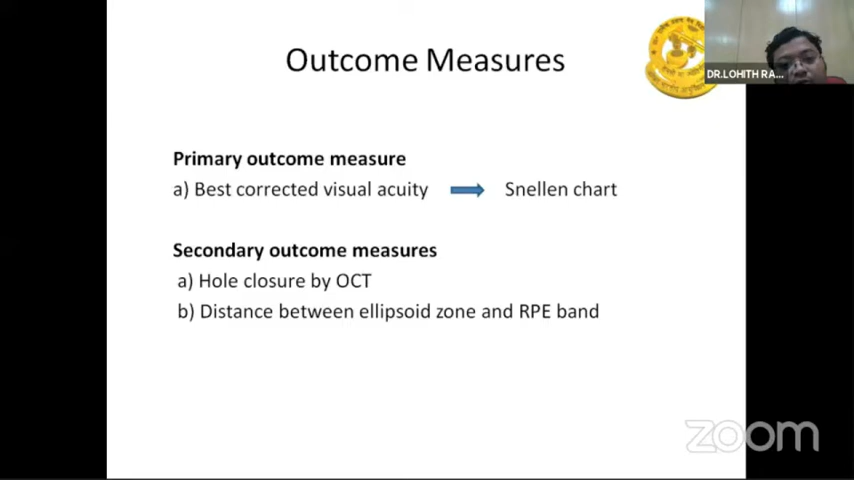 Outcome Measures
DR.LOHITH RA...
Primary outcome measure
a) Best corrected visual acuity
Snellen chart
Secondary outcome measures
a) Hole closure by OCT
b) Distance between ellipsoid zone and RPE band
zoom